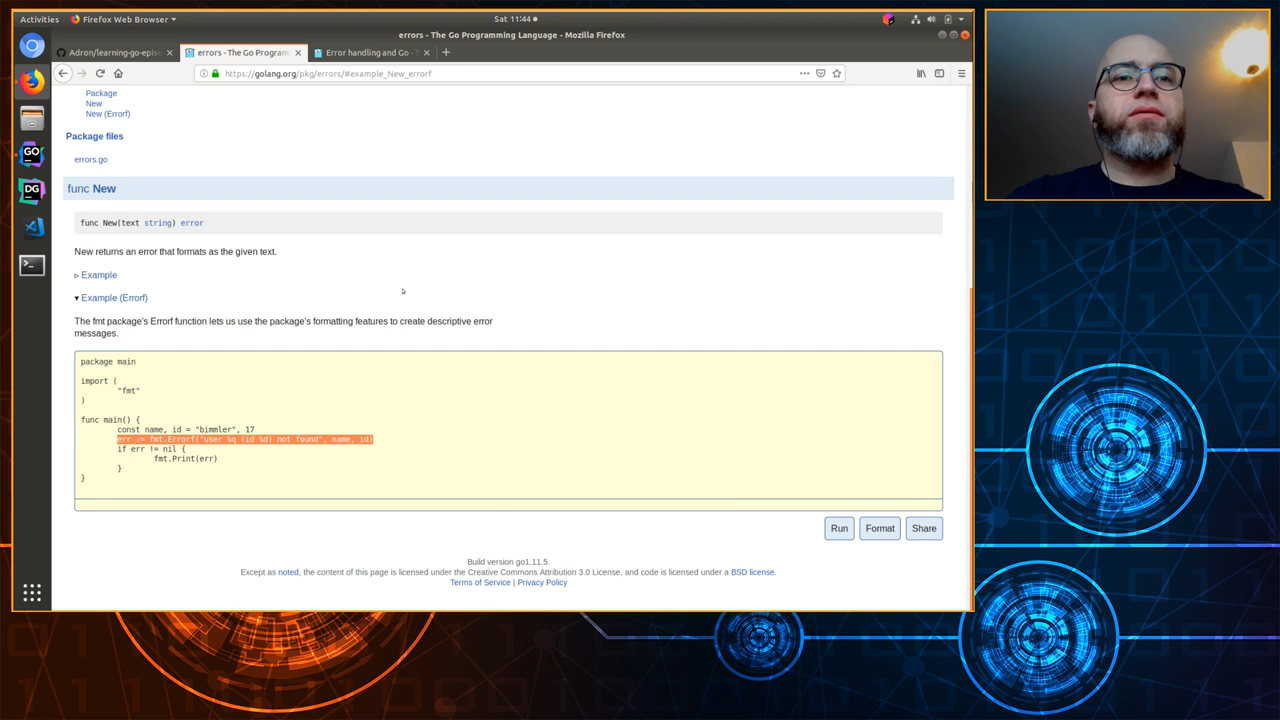 Activities
Firefox Web Browser
Sat 11:44
errors - The Go Programming Language - Mozilla Firefox
Adron/learning-go-epis
errors - The Go Program
Error handling and Go - T
https://golang.org/pkg/errors/#example_New_errorf
Package
New
New (Errorf)
Package files
errors.go
func New
func New(text string) error
New returns an error that formats as the given text.
Example
Example (Errorf)
The fmt package's Errorf function lets us use the package's formatting features to create descriptive error
messages.
package main
import (
"fmt"
)
func main() {
const name, id = "bimmler", 17
err := fmt.Errorf("user %q (id %d) not found", name, id)
if err != nil {
fmt.Print(err)
}
}
Run
Format
Share
Build version go1.11.5.
Except as noted, the content of this page is licensed under the Creative Commons Attribution 3.0 License, and code is licensed under a BSD license.
Terms of Service | Privacy Policy
GO
DG